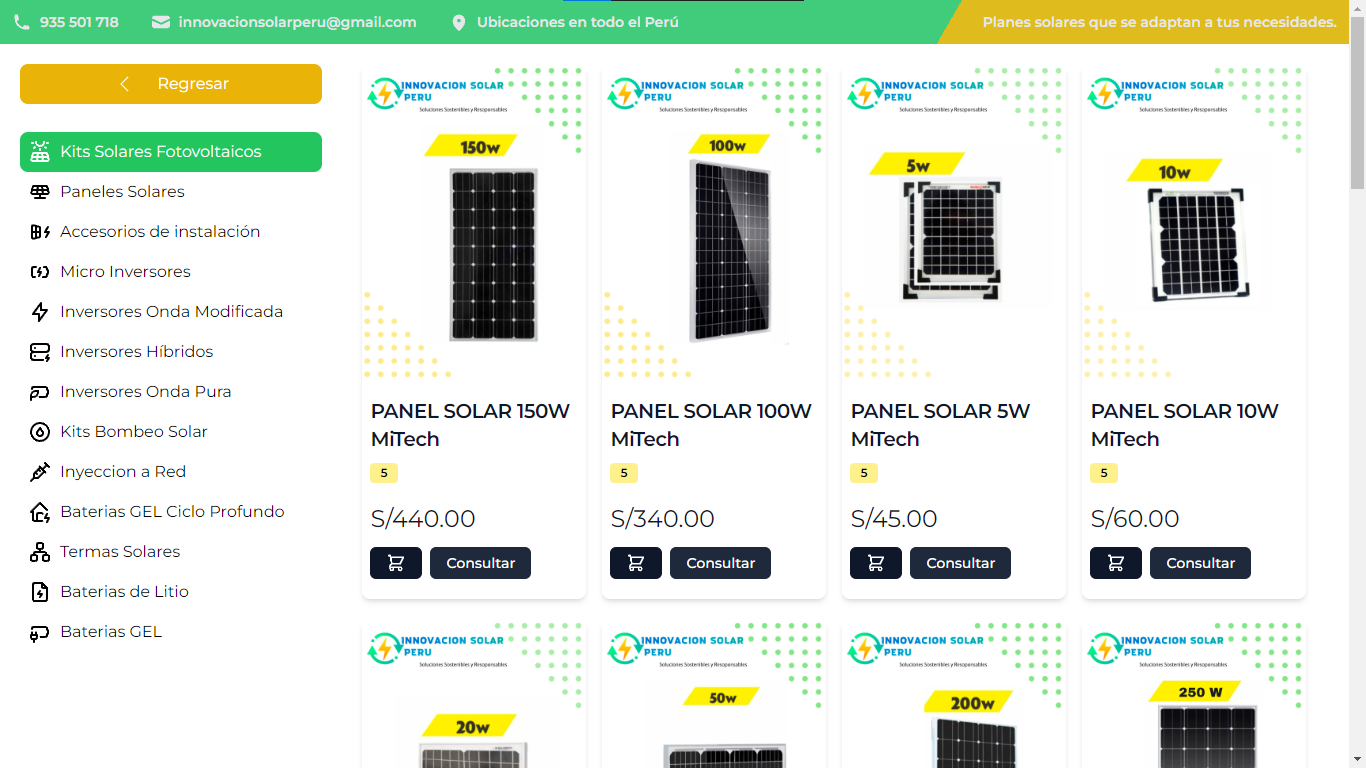 935 501 718
innovacionsolarperu@gmail.com
Ubicaciones en todo el Perú
Planes solares que se adaptan a tus necesidades.
Regresar
Kits Solares Fotovoltaicos
Paneles Solares
Accesorios de instalación
Micro Inversores
Inversores Onda Modificada
Inversores Híbridos
Inversores Onda Pura
Kits Bombeo Solar
Inyeccion a Red
Baterias GEL Ciclo Profundo
Termas Solares
Baterias de Litio
Baterias GEL
INNOVACION SOLAR
PERU
Soluciones Sostenibles y Responsables
150w
PANEL SOLAR 150W
MiTech
5
S/440.00
Consultar
INNOVACION SOLAR
PERU
Soluciones Sostenibles y Responsables
100w
PANEL SOLAR 100W
MiTech
5
S/340.00
Consultar
INNOVACION SOLAR
PERU
Soluciones Sostenibles y Responsables
5w
PANEL SOLAR 5W
MiTech
5
S/45.00
Consultar
INNOVACION SOLAR
PERU
Soluciones Sostenibles y Responsables
10w
PANEL SOLAR 10W
MiTech
5
S/60.00
Consultar
INNOVACION SOLAR
PERU
Soluciones Sostenibles y Responsables
20w
INNOVACION SOLAR
PERU
Soluciones Sostenibles y Responsables
50w
INNOVACION SOLAR
PERU
Soluciones Sostenibles y Responsables
200w
INNOVACION SOLAR
PERU
Soluciones Sostenibles y Responsables
250 W